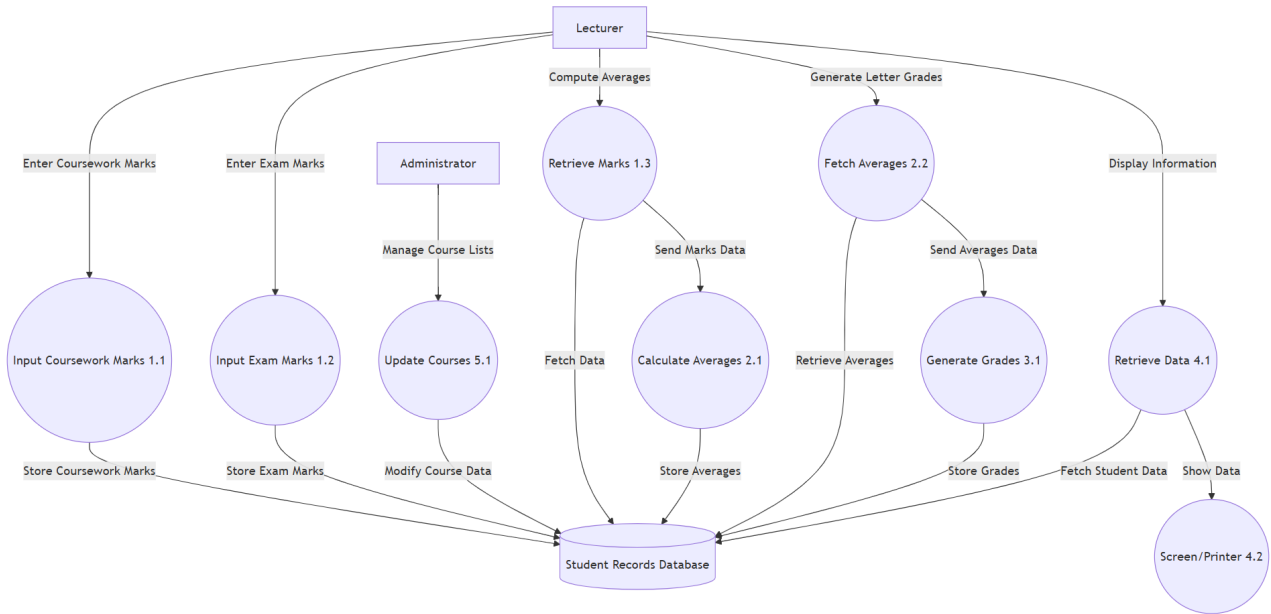 Lecturer
Compute Averages
Generate Letter Grades
Enter Coursework Marks
Enter Exam Marks
Administrator
Retrieve Marks 1.3
Fetch Averages 2.2
Display Information
Manage Course Lists
Send Marks Data
Send Averages Data
Input Coursework Marks 1.1
Input Exam Marks 1.2
Update Courses 5.1
Fetch Data
Calculate Averages 2.1
Retrieve Averages
Generate Grades 3.1
Retrieve Data 4.1
Store Coursework Marks
Store Exam Marks
Modify Course Data
Store Averages
Store Grades
Fetch Student Data
Show Data
Student Records Database
Screen/Printer 4.2